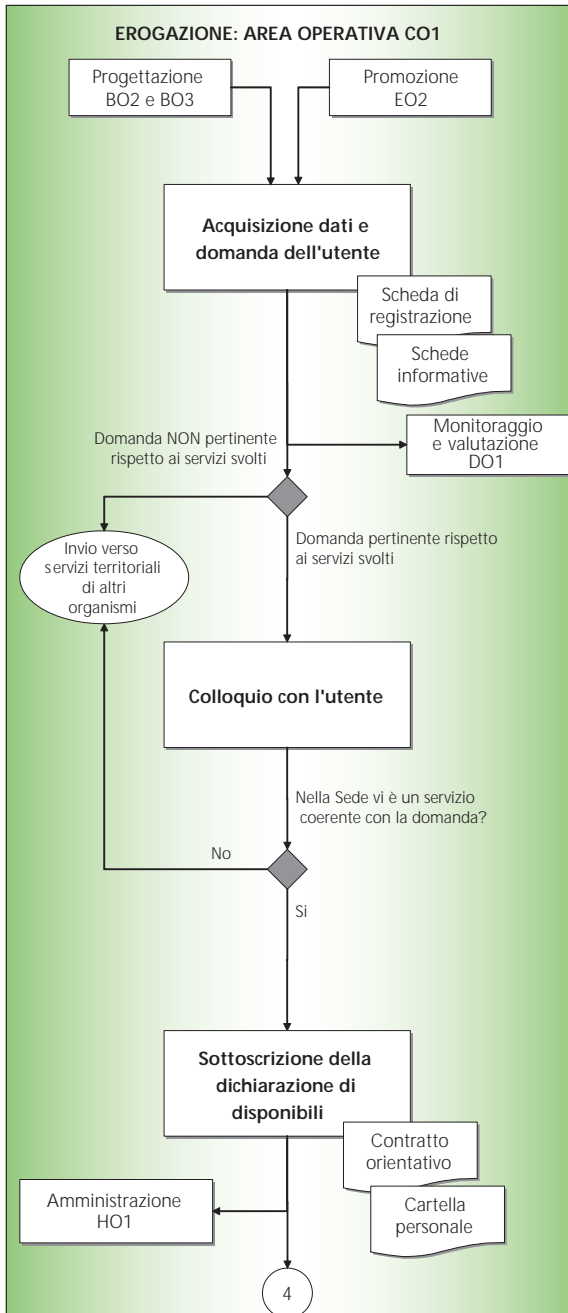 EROGAZIONE: AREA OPERATIVA CO1
Progettazione
BO2 e BO3
Promozione
EO2
Acquisizione dati e
domanda dell'utente
Scheda di
registrazione
Schede
informative
Monitoraggio
e valutazione
DO1
Domanda NON pertinente
rispetto ai servizi svolti
Domanda pertinente rispetto
ai servizi svolti
Invio verso
servizi territoriali
di altri
organismi
Colloquio con l'utente
Nella Sede vi è un servizio
coerente con la domanda?
No
Si
Sottoscrizione della
dichiarazione di
disponibili
Contratto
orientativo
Cartella
personale
Amministrazione
HO1
4